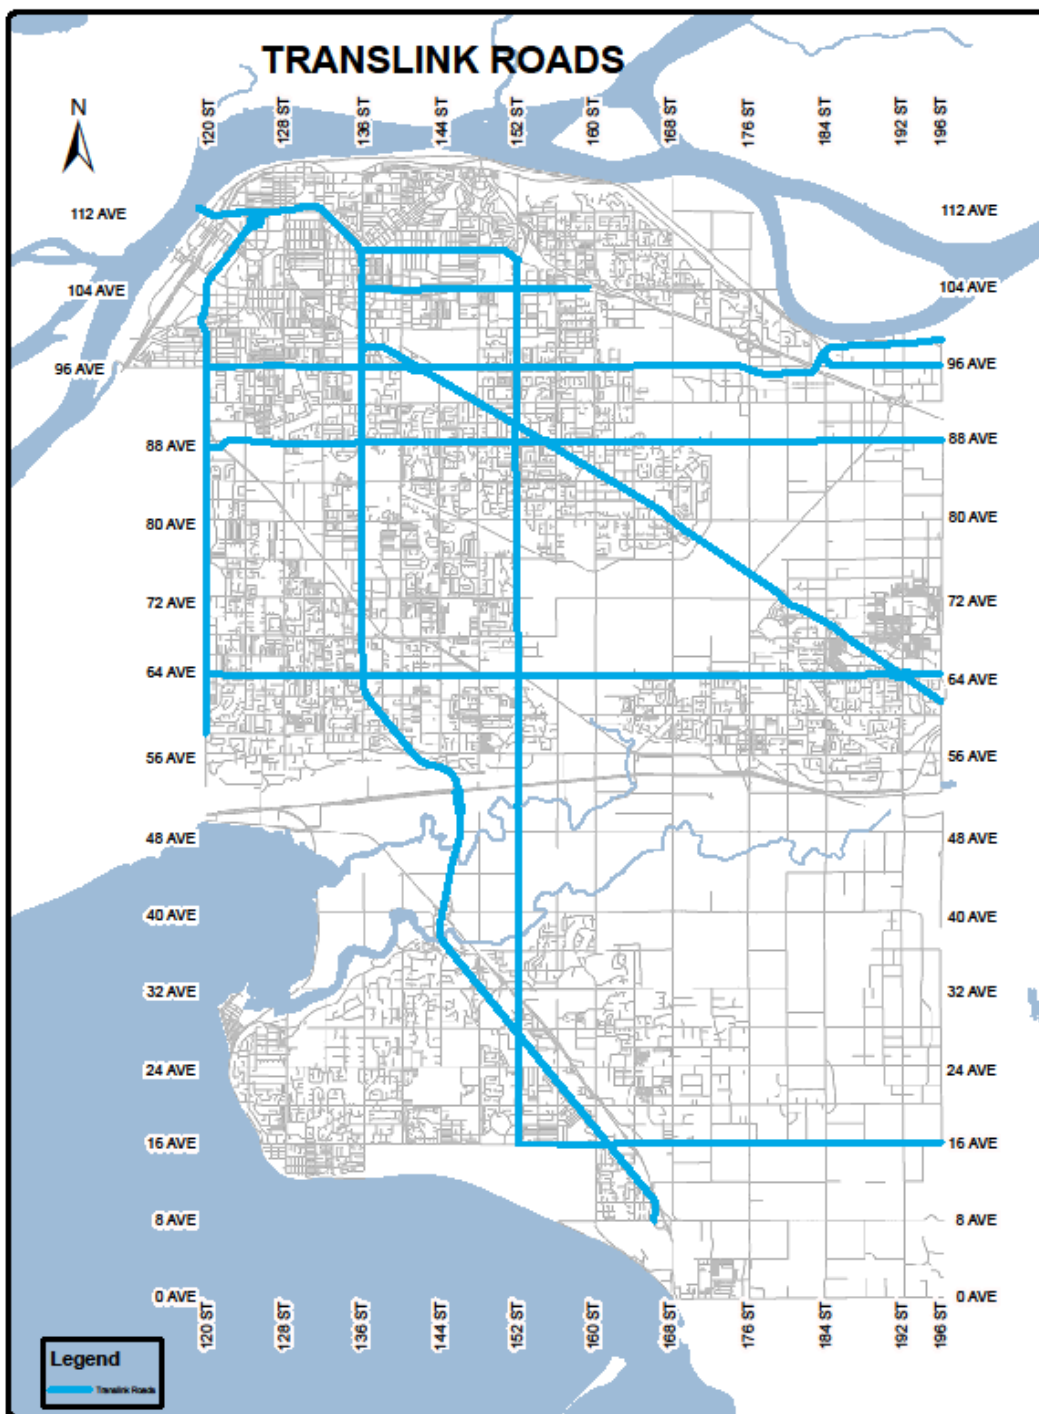 TRANSLINK ROADS
N
120 ST
128 ST
136 ST
144 ST
152 ST
160 ST
168 ST
176 ST
184 ST
192 ST
196 ST
112 AVE
112 AVE
104 AVE
104 AVE
96 AVE
96 AVE
88 AVE
88 AVE
80 AVE
80 AVE
72 AVE
72 AVE
64 AVE
64 AVE
56 AVE
56 AVE
48 AVE
48 AVE
40 AVE
40 AVE
32 AVE
32 AVE
24 AVE
24 AVE
16 AVE
16 AVE
8 AVE
8 AVE
0 AVE
0 AVE
120 ST
128 ST
136 ST
144 ST
152 ST
160 ST
168 ST
176 ST
184 ST
192 ST
196 ST
Legend
Translink Roads